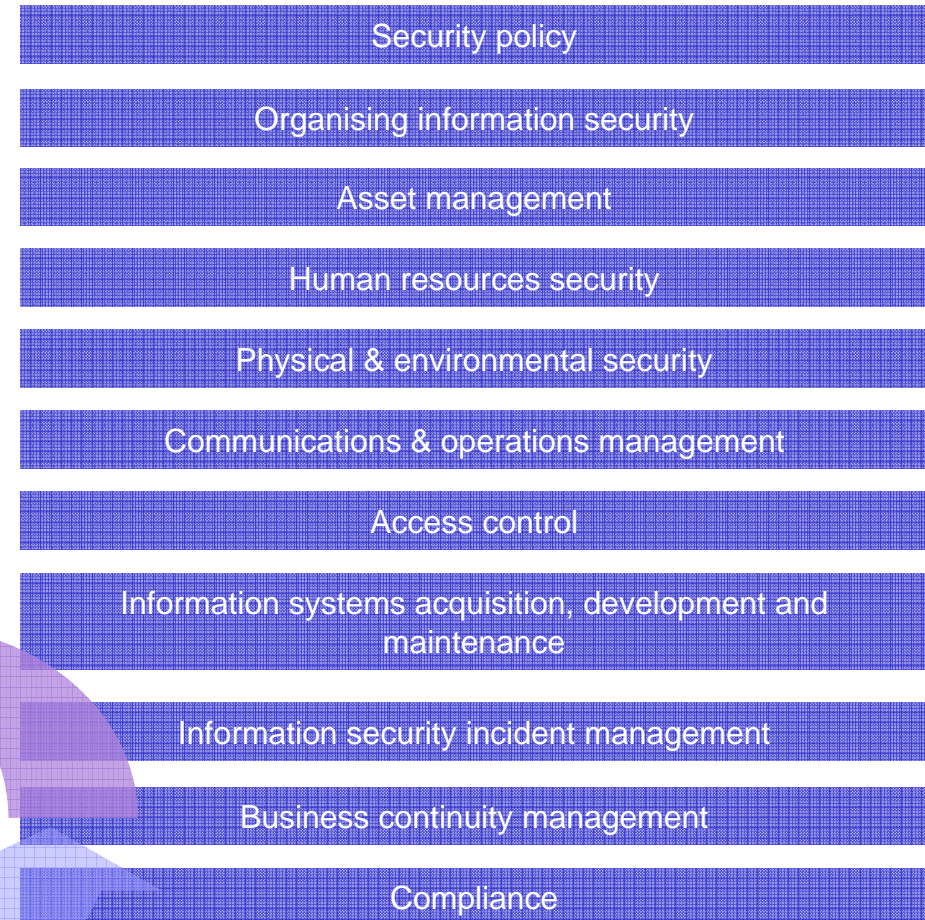 Security policy
Organising information security
Asset management
Human resources security
Physical & environmental security
Communications & operations management
Access control
Information systems acquisition, development and
maintenance
Information security incident management
Business continuity management
Compliance